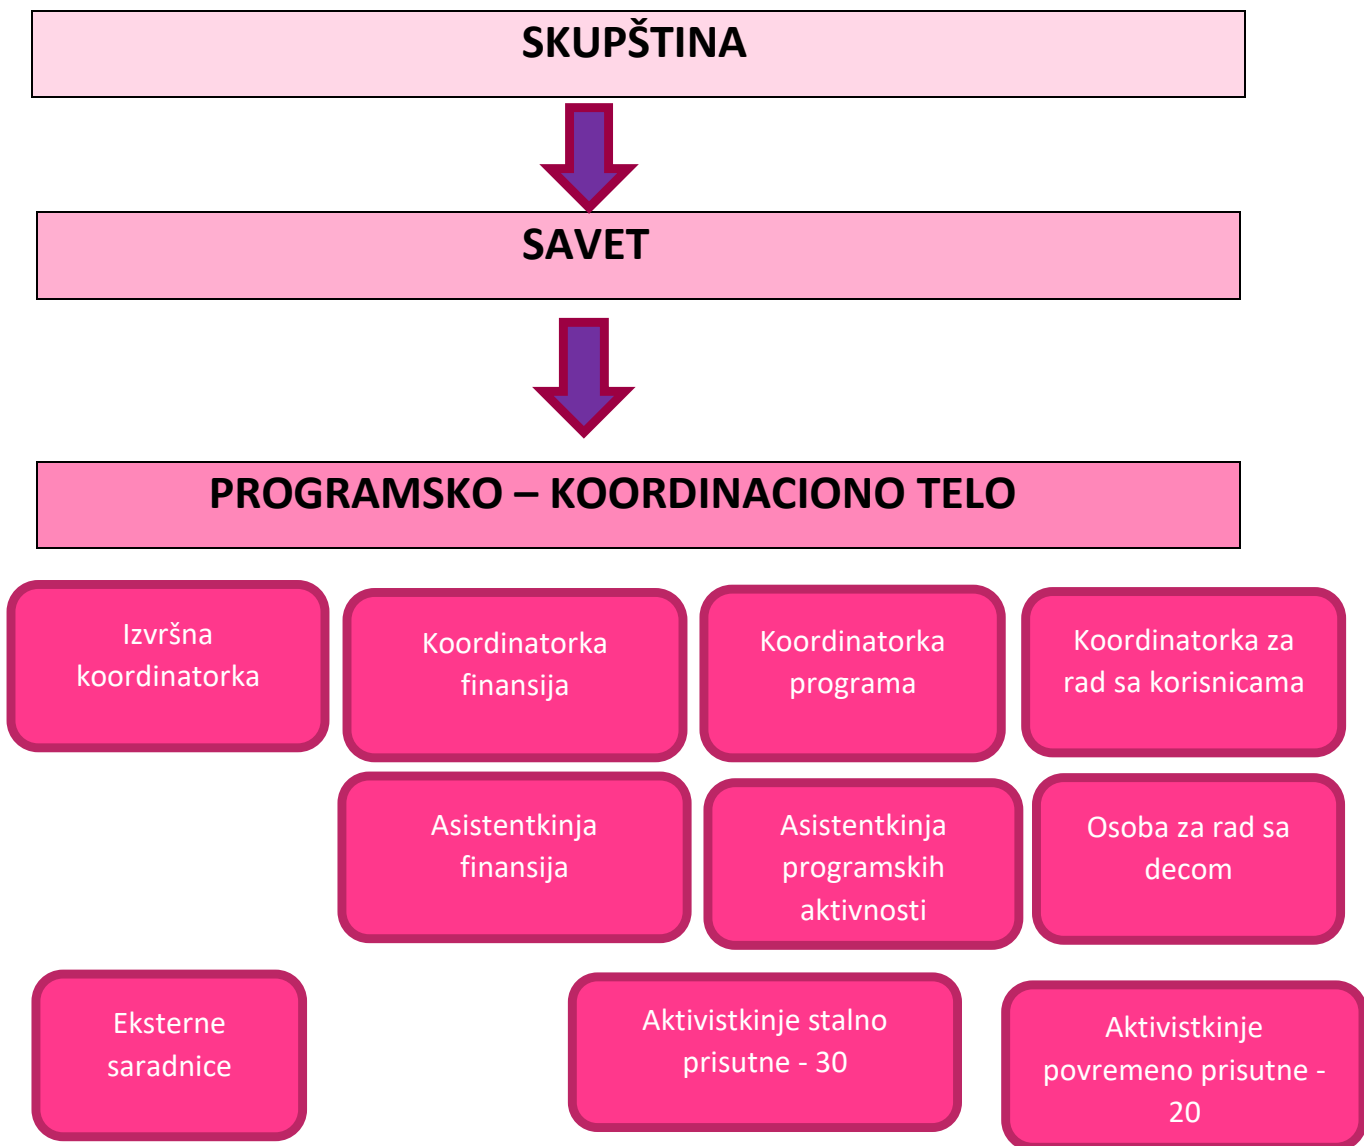 SKUPŠTINA
SAVET
PROGRAMSKO – KOORDINACIONO TELO
Izvršna
koordinatorka
Koordinatorka
finansija
Koordinatorka
programa
Koordinatorka za
rad sa korisnicama
Asistentkinja
finansija
Asistentkinja
programskih
aktivnosti
Osoba za rad sa
decom
Eksterne
saradnice
Aktivistkinje stalno
prisutne - 30
Aktivistkinje
povremeno prisutne -
20